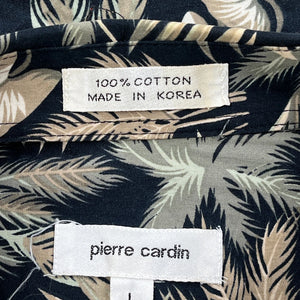 100% COTTON
MADE IN KOREA
pierre cardin